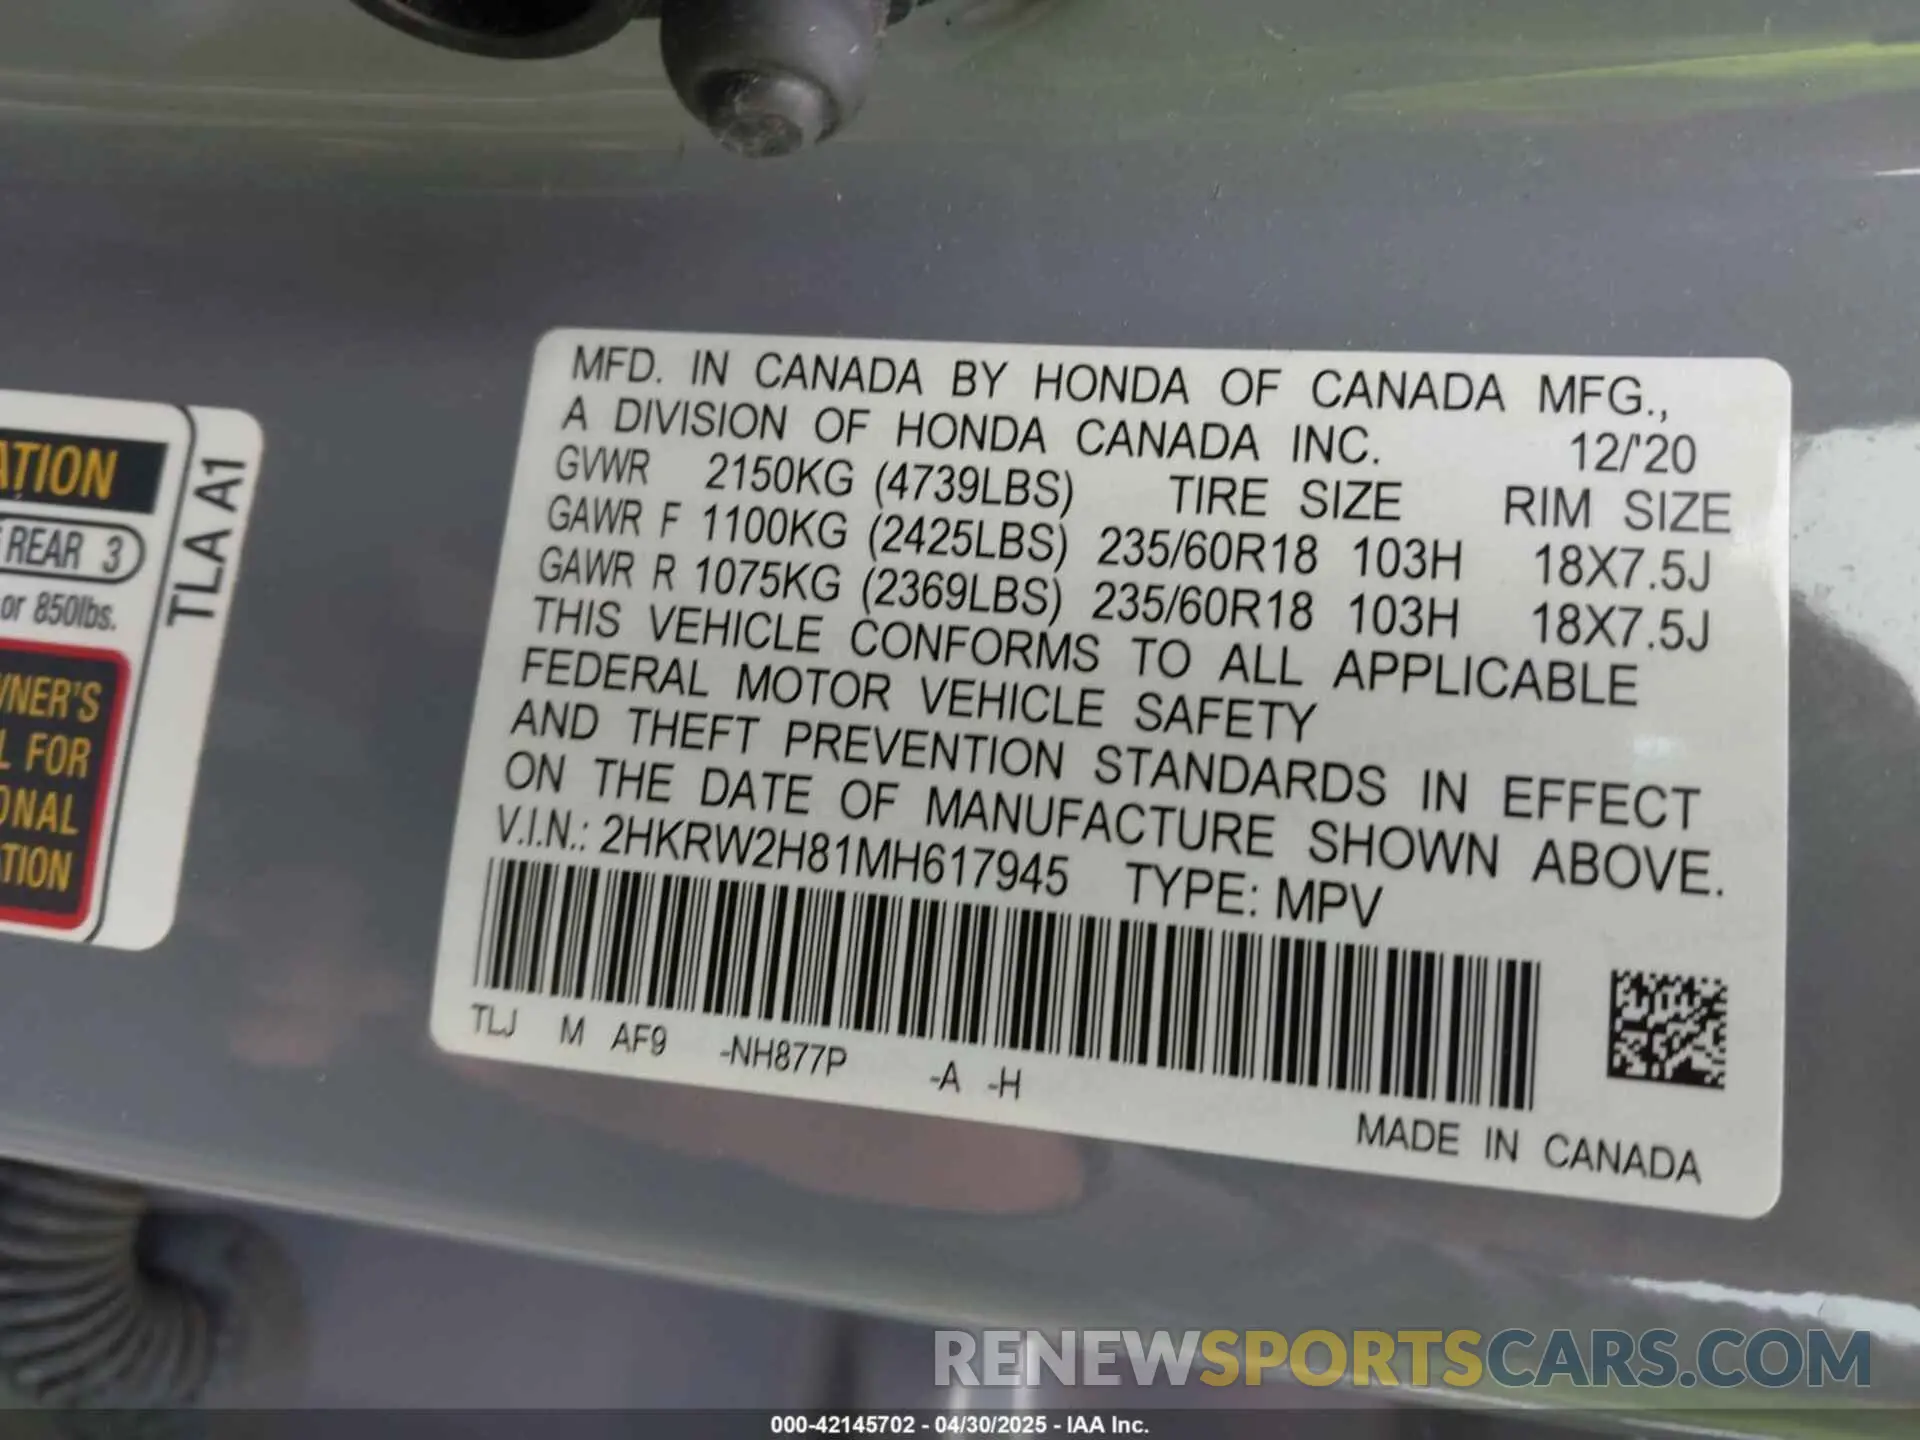 ATION
REAR 3
or 850lbs.
L FOR
TLA A1
MFD. IN CANADA BY HONDA OF CANADA MFG.,
A DIVISION OF HONDA CANADA INC. 12/'20
GVWR 2150KG (4739LBS) TIRE SIZE RIM SIZE
GAWR F 1100KG (2425LBS) 235/60R18 103H 18X7.5J
GAWR R 1075KG (2369LBS) 235/60R18 103H 18X7.5J
THIS VEHICLE CONFORMS TO ALL APPLICABLE
FEDERAL MOTOR VEHICLE SAFETY
AND THEFT PREVENTION STANDARDS IN EFFECT
ON THE DATE OF MANUFACTURE SHOWN ABOVE.
V.I.N.: 2HKRW2H81MH617945 TYPE: MPV
TLJ M AF9 -NH877P -A -H
MADE IN CANADA
RENEWSPORTSCARS.COM
000-42145702 - 04/30/2025 - IAA Inc.